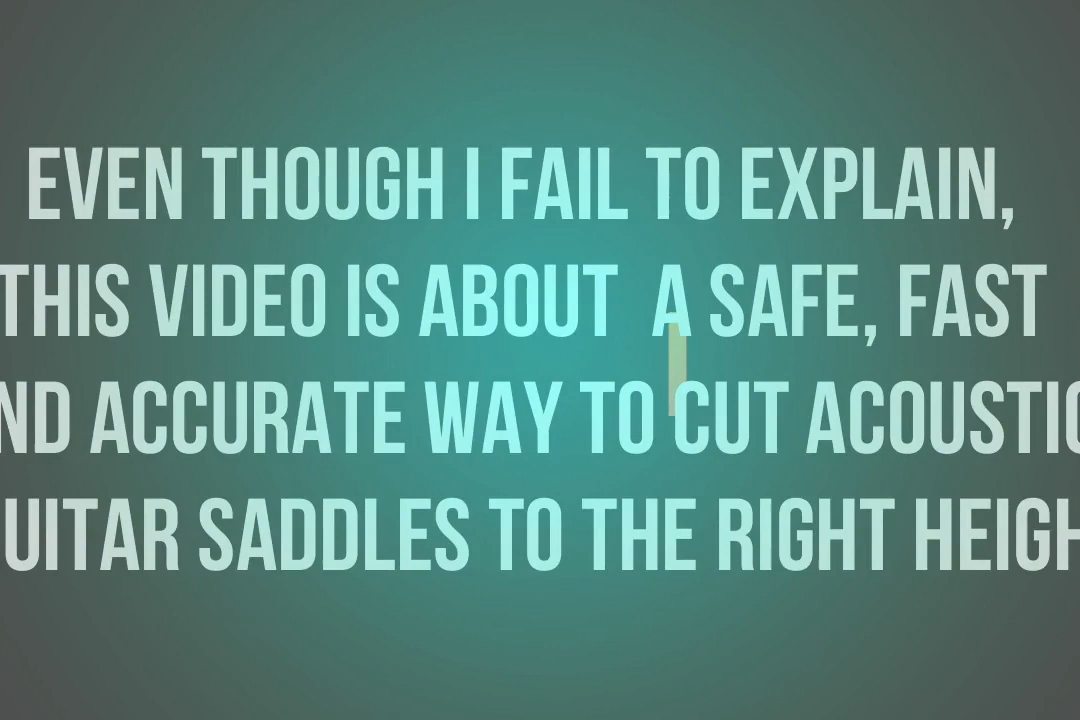 EVEN THOUGH I FAIL TO EXPLAIN,
THIS VIDEO IS ABOUT A SAFE, FAST
ND ACCURATE WAY TO CUT ACOUSTIC
UITAR SADDLES TO THE RIGHT HEIGH